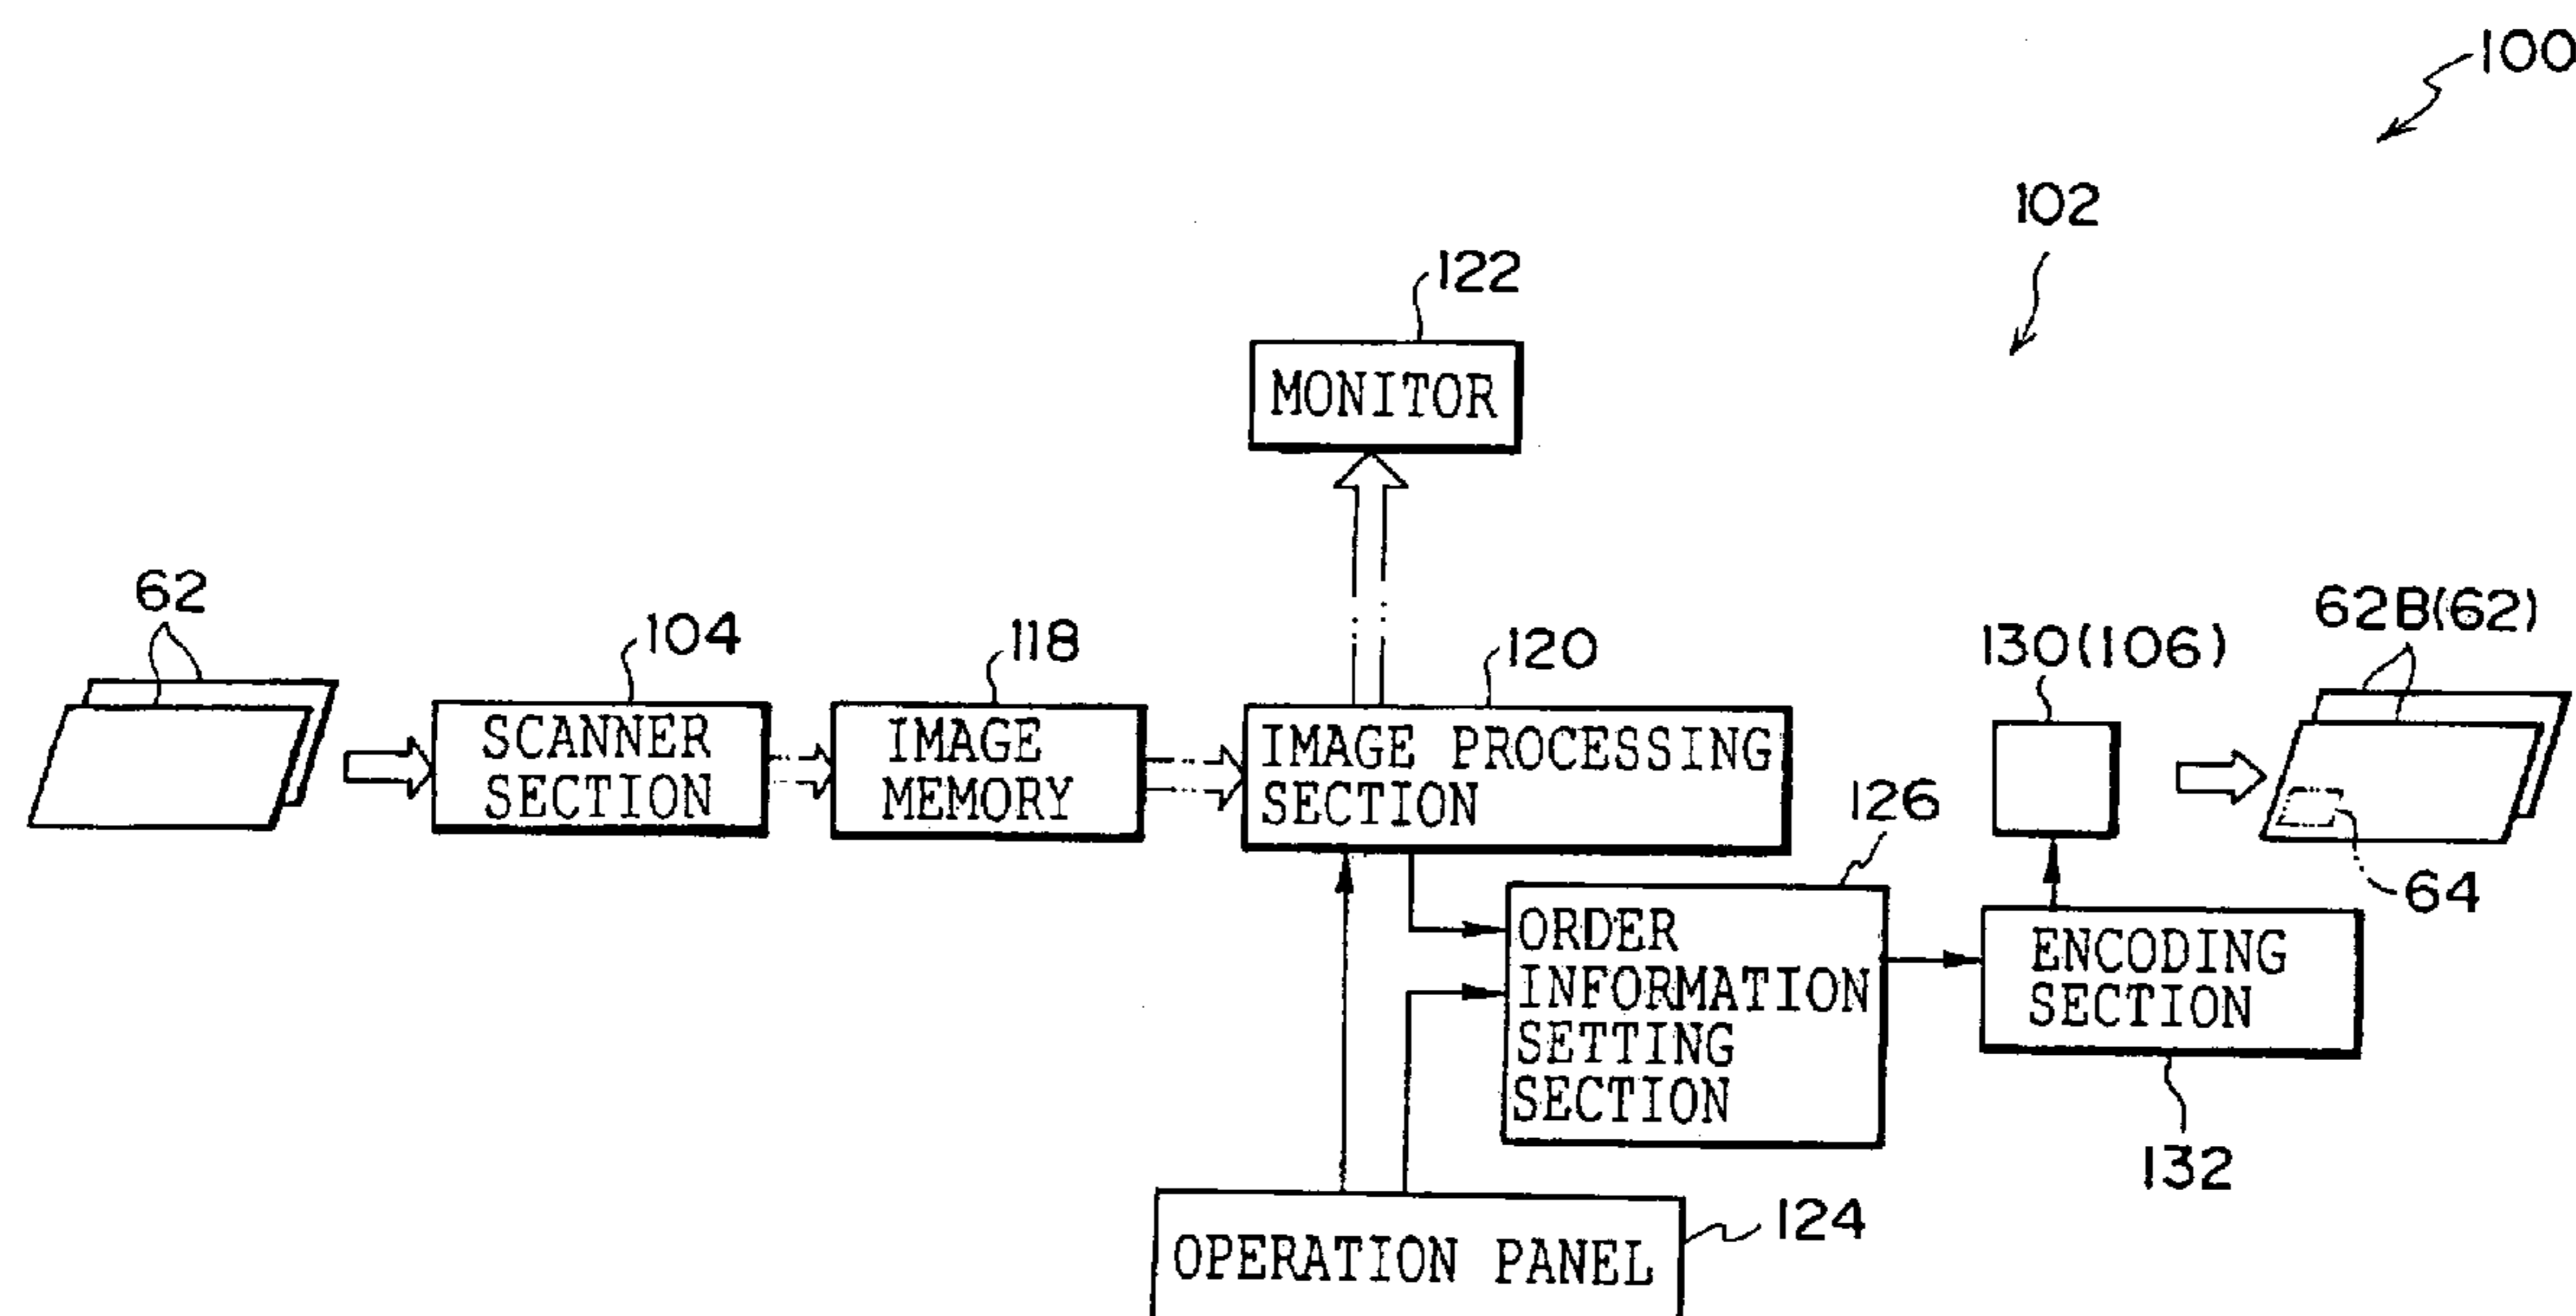 100
102
122
MONITOR
62
104
118
120
130(106)
62B(62)
SCANNER
SECTION
IMAGE
MEMORY
IMAGE PROCESSING
SECTION
126
64
ORDER
INFORMATION
SETTING
SECTION
ENCODING
SECTION
132
124
OPERATION PANEL